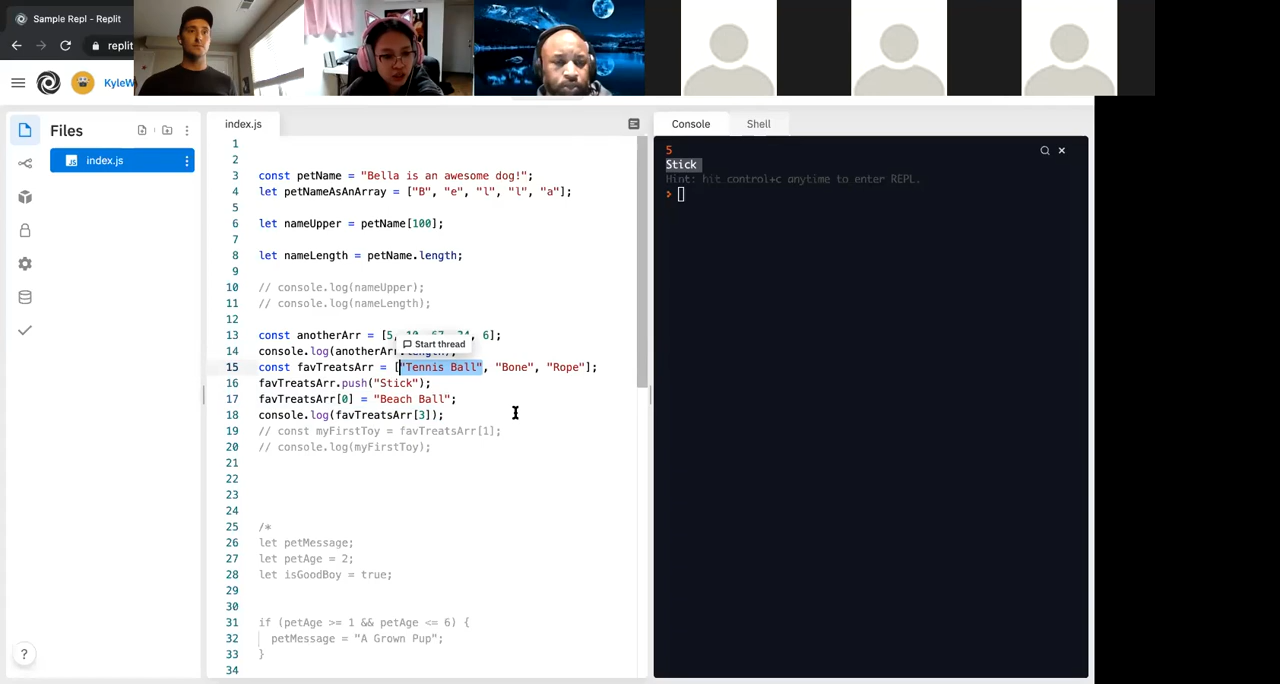 Sample Repl - Replit
replit
KyleW
Files
index.js
index.js
Console
Shell
1
2
3 const petName = "Bella is an awesome dog!";
4 let petNameAsAnArray = ["B", "e", "l", "l", "a"];
5
6 let nameUpper = petName[100];
7
8 let nameLength = petName.length;
9
10 // console.log(nameUpper);
11 // console.log(nameLength);
12
13 const anotherArr = [5, 10, 67, 34, 6];
Start thread
14 console.log(anotherArr.length);
15 const favTreatsArr = ["Tennis Ball", "Bone", "Rope"];
16 favTreatsArr.push("Stick");
17 favTreatsArr[0] = "Beach Ball";
18 console.log(favTreatsArr[3]);
19 // const myFirstToy = favTreatsArr[1];
20 // console.log(myFirstToy);
21
22
23
24
25 /*
26 let petMessage;
27 let petAge = 2;
28 let isGoodBoy = true;
29
30
31 if (petAge >= 1 && petAge <= 6) {
32 petMessage = "A Grown Pup";
33 }
34
5
Stick
Hint: hit control+c anytime to enter REPL.
>
?